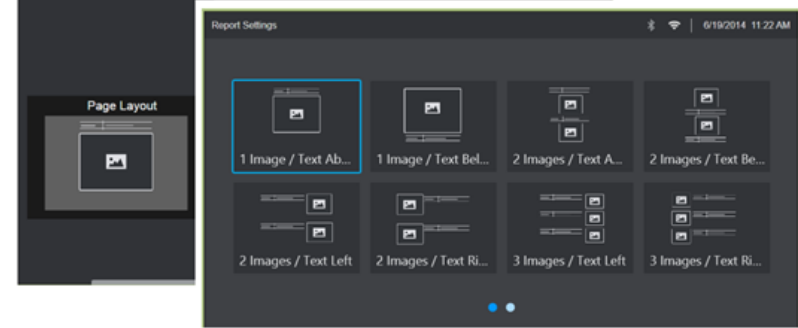 Page Layout
Report Settings
6/19/2014 11:22 AM
1 Image / Text Ab...
1 Image / Text Bel...
2 Images / Text A...
2 Images / Text Be...
2 Images / Text Left
2 Images / Text Ri...
3 Images / Text Left
3 Images / Text Ri...